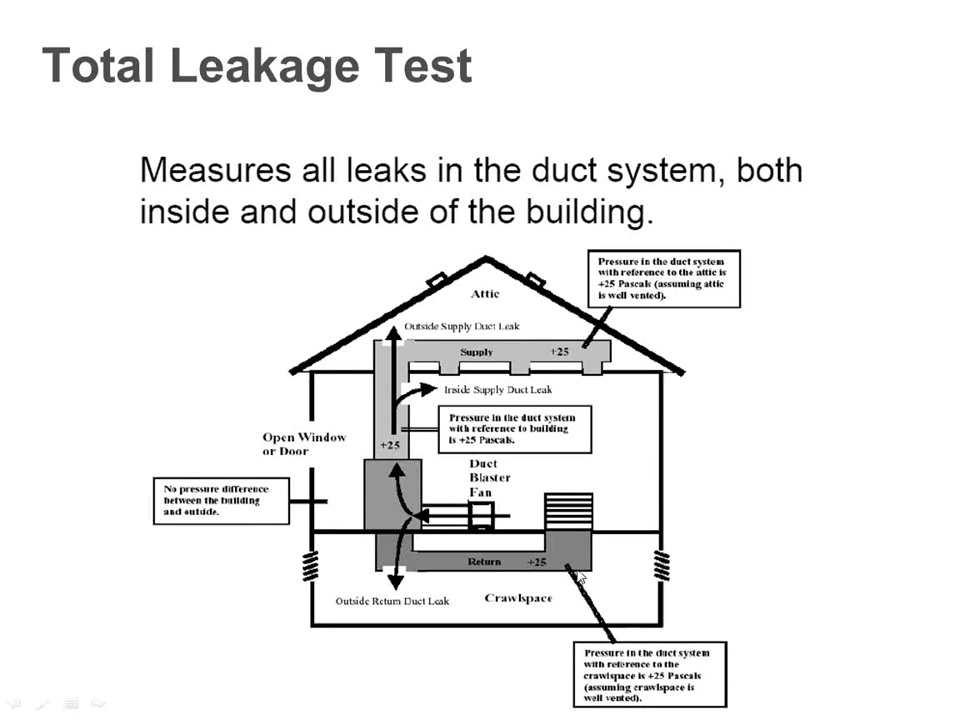 Total Leakage Test
Measures all leaks in the duct system, both
inside and outside of the building.
Pressure in the duct system
with reference to the attic is
+25 Pascals (assuming attic
is well vented).
Attic
Outside Supply Duct Leak
Supply
+25
Inside Supply Duct Leak
Pressure in the duct system
with reference to building
is +25 Pascals.
+25
Open Window
or Door
Duct
Blaster
Fan
No pressure difference
between the building
and outside.
Return
+25
Outside Return Duct Leak
Crawlspace
Pressure in the duct system
with reference to the
crawlspace is +25 Pascals
(assuming crawlspace is
well vented).